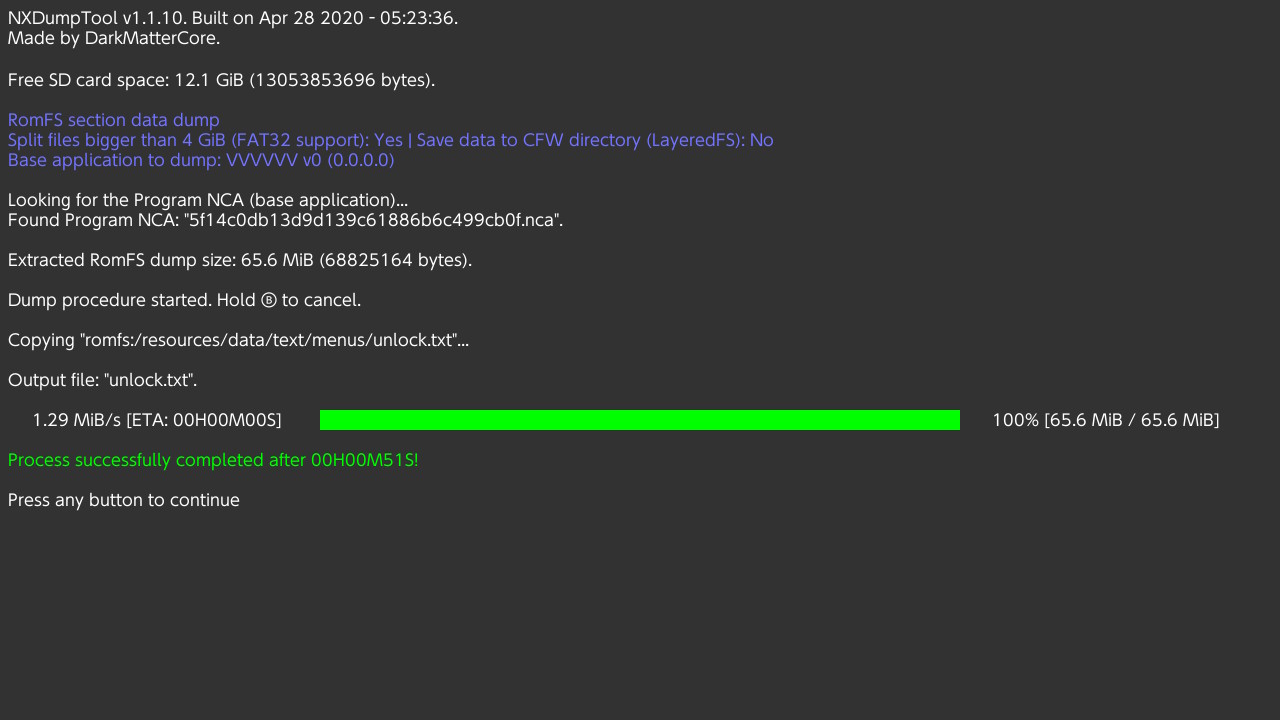 NXDumpTool v1.1.10. Built on Apr 28 2020 - 05:23:36.
Made by DarkMatterCore.
Free SD card space: 12.1 GiB (13053853696 bytes).
RomFS section data dump
Split files bigger than 4 GiB (FAT32 support): Yes | Save data to CFW directory (LayeredFS): No
Base application to dump: VVVVVV v0 (0.0.0.0)
Looking for the Program NCA (base application)...
Found Program NCA: "5f14c0db13d9d139c61886b6c499cb0f.nca".
Extracted RomFS dump size: 65.6 MiB (68825164 bytes).
Dump procedure started. Hold Ⓑ to cancel.
Copying "romfs:/resources/data/text/menus/unlock.txt"...
Output file: "unlock.txt".
1.29 MiB/s [ETA: 00H00M00S] 100% [65.6 MiB / 65.6 MiB]
Process successfully completed after 00H00M51S!
Press any button to continue